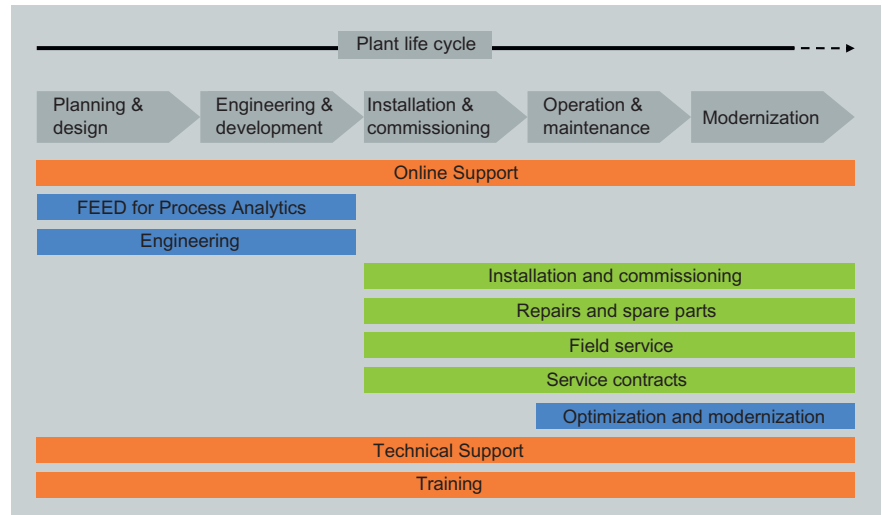 Plant life cycle
Planning &
design
Engineering &
development
Installation &
commissioning
Operation &
maintenance
Modernization
Online Support
FEED for Process Analytics
Engineering
Installation and commissioning
Repairs and spare parts
Field service
Service contracts
Optimization and modernization
Technical Support
Training